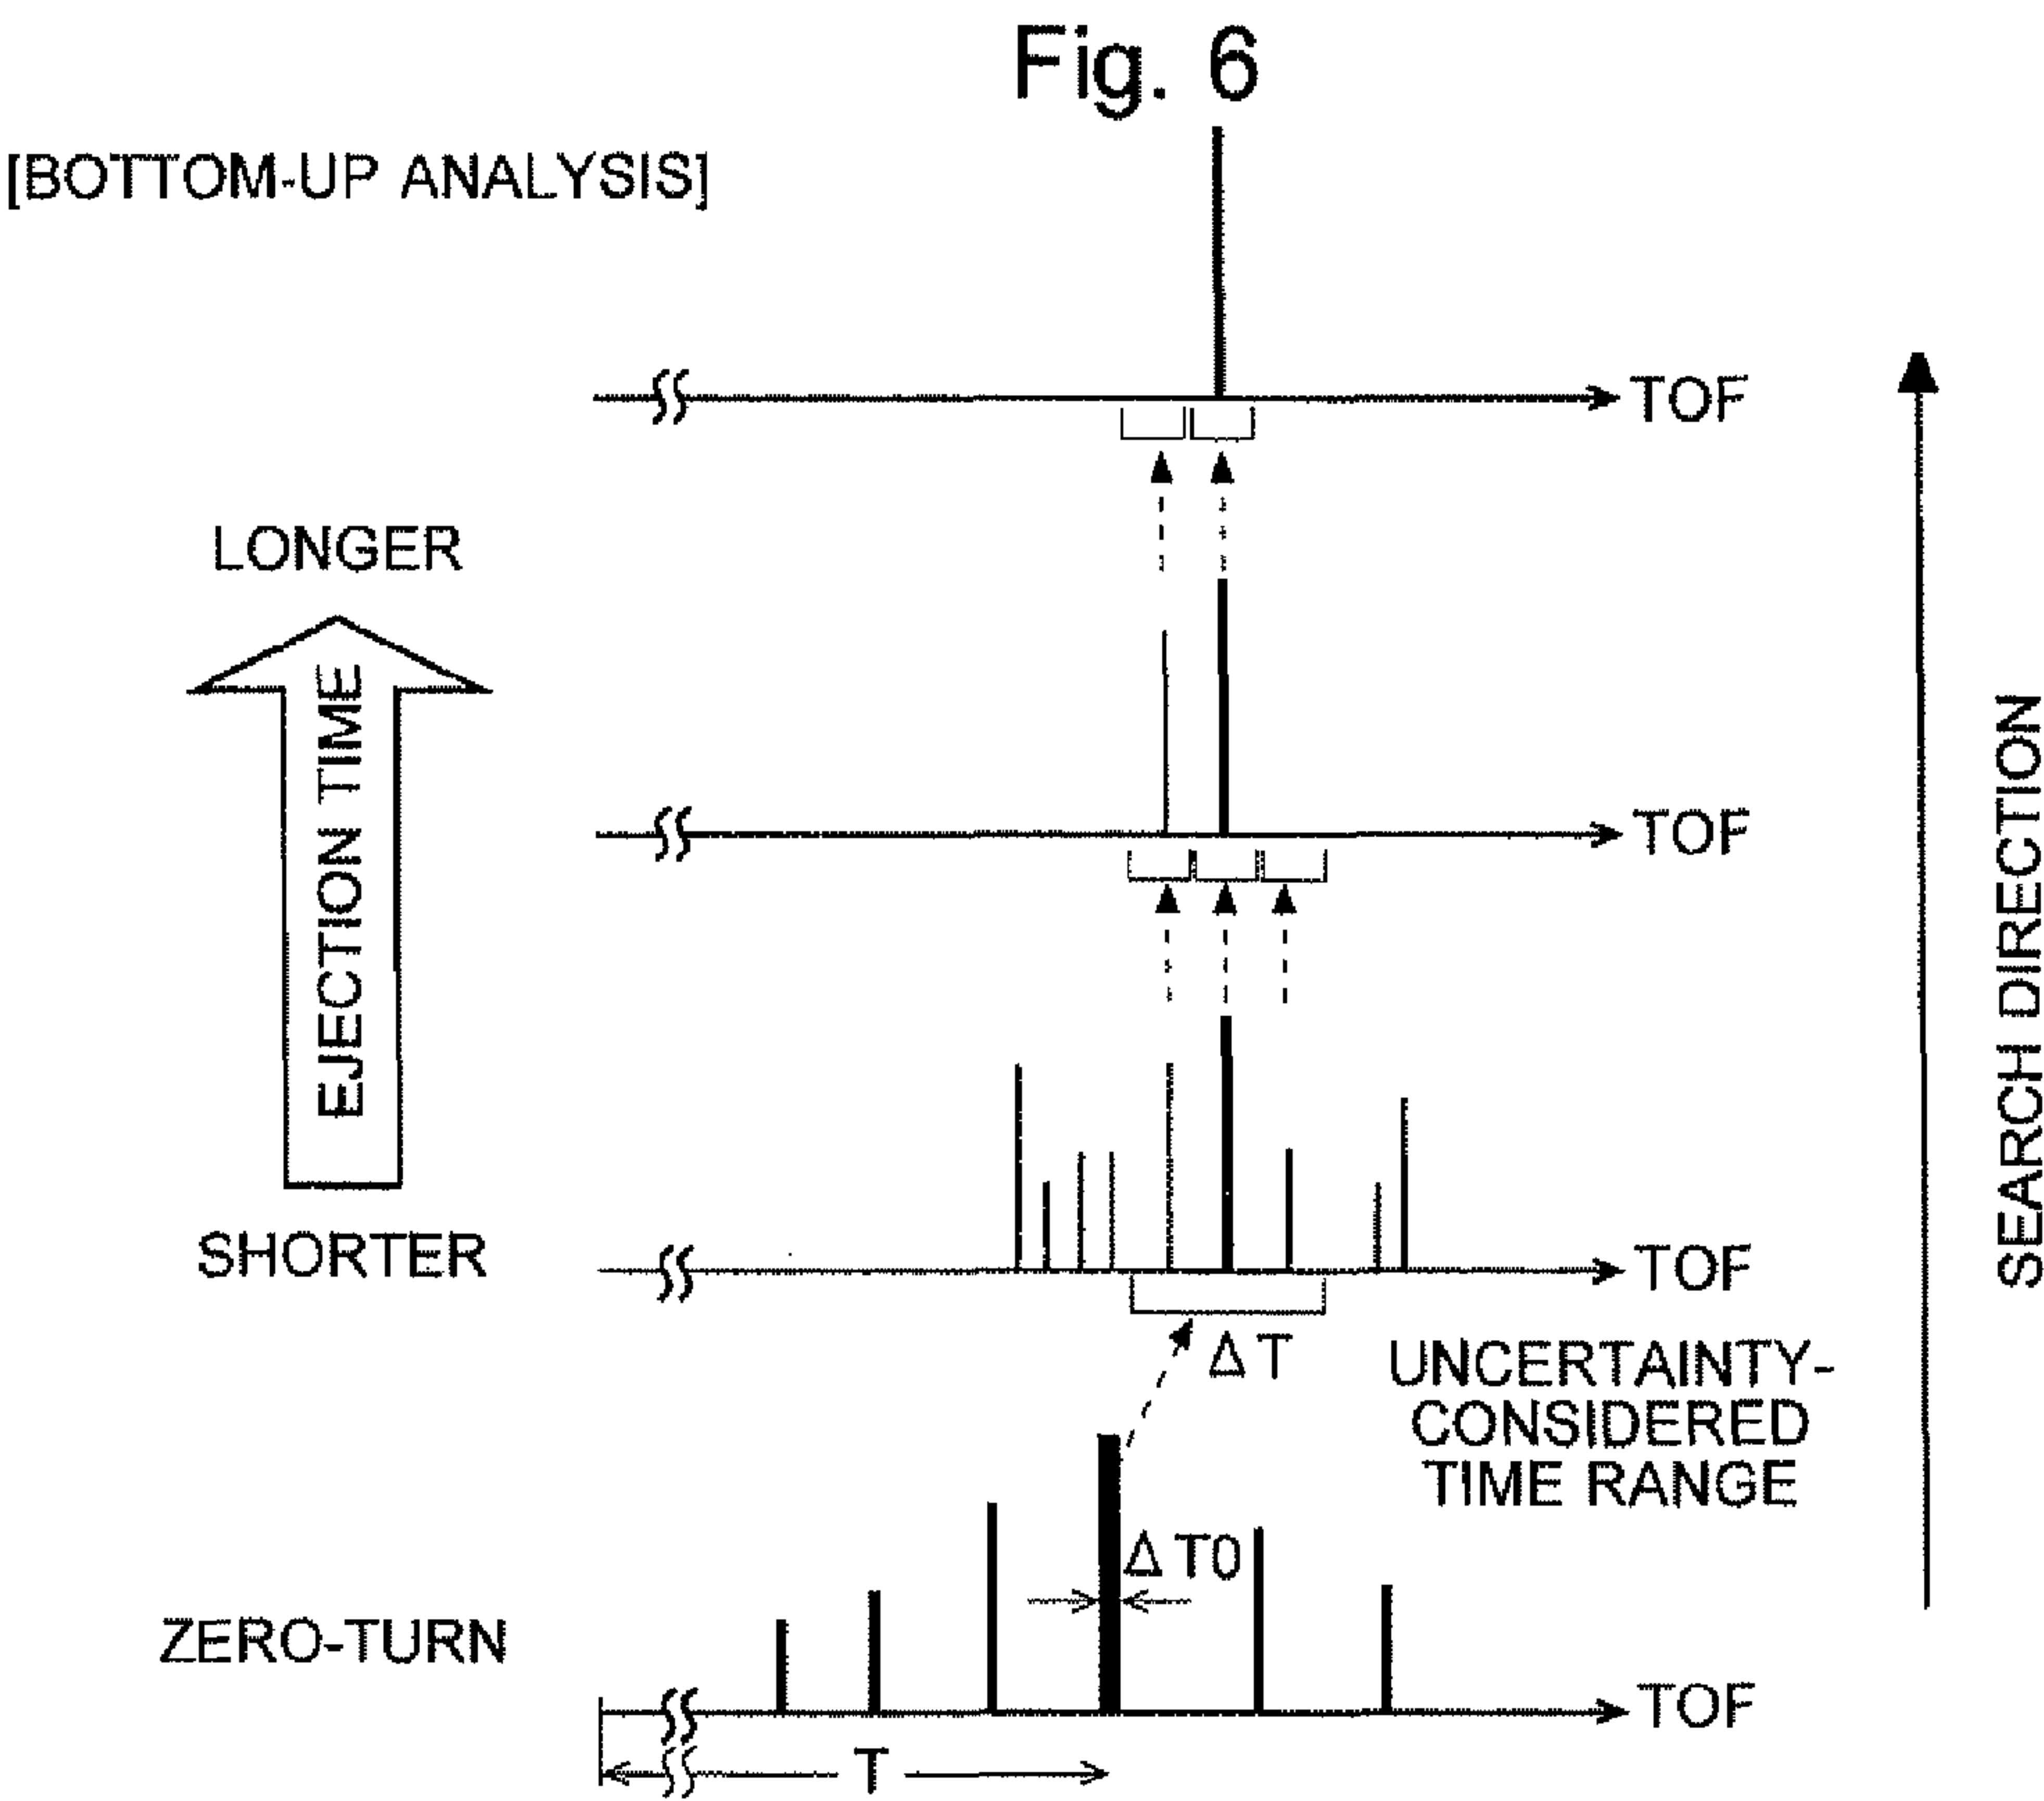 Fig. 6
[BOTTOM-UP ANALYSIS]
TOF
LONGER
EJECTION TIME
TOF
SEARCH DIRECTION
SHORTER
TOF
ΔT
UNCERTAINTY-
CONSIDERED
TIME RANGE
ΔT0
ZERO-TURN
TOF
T